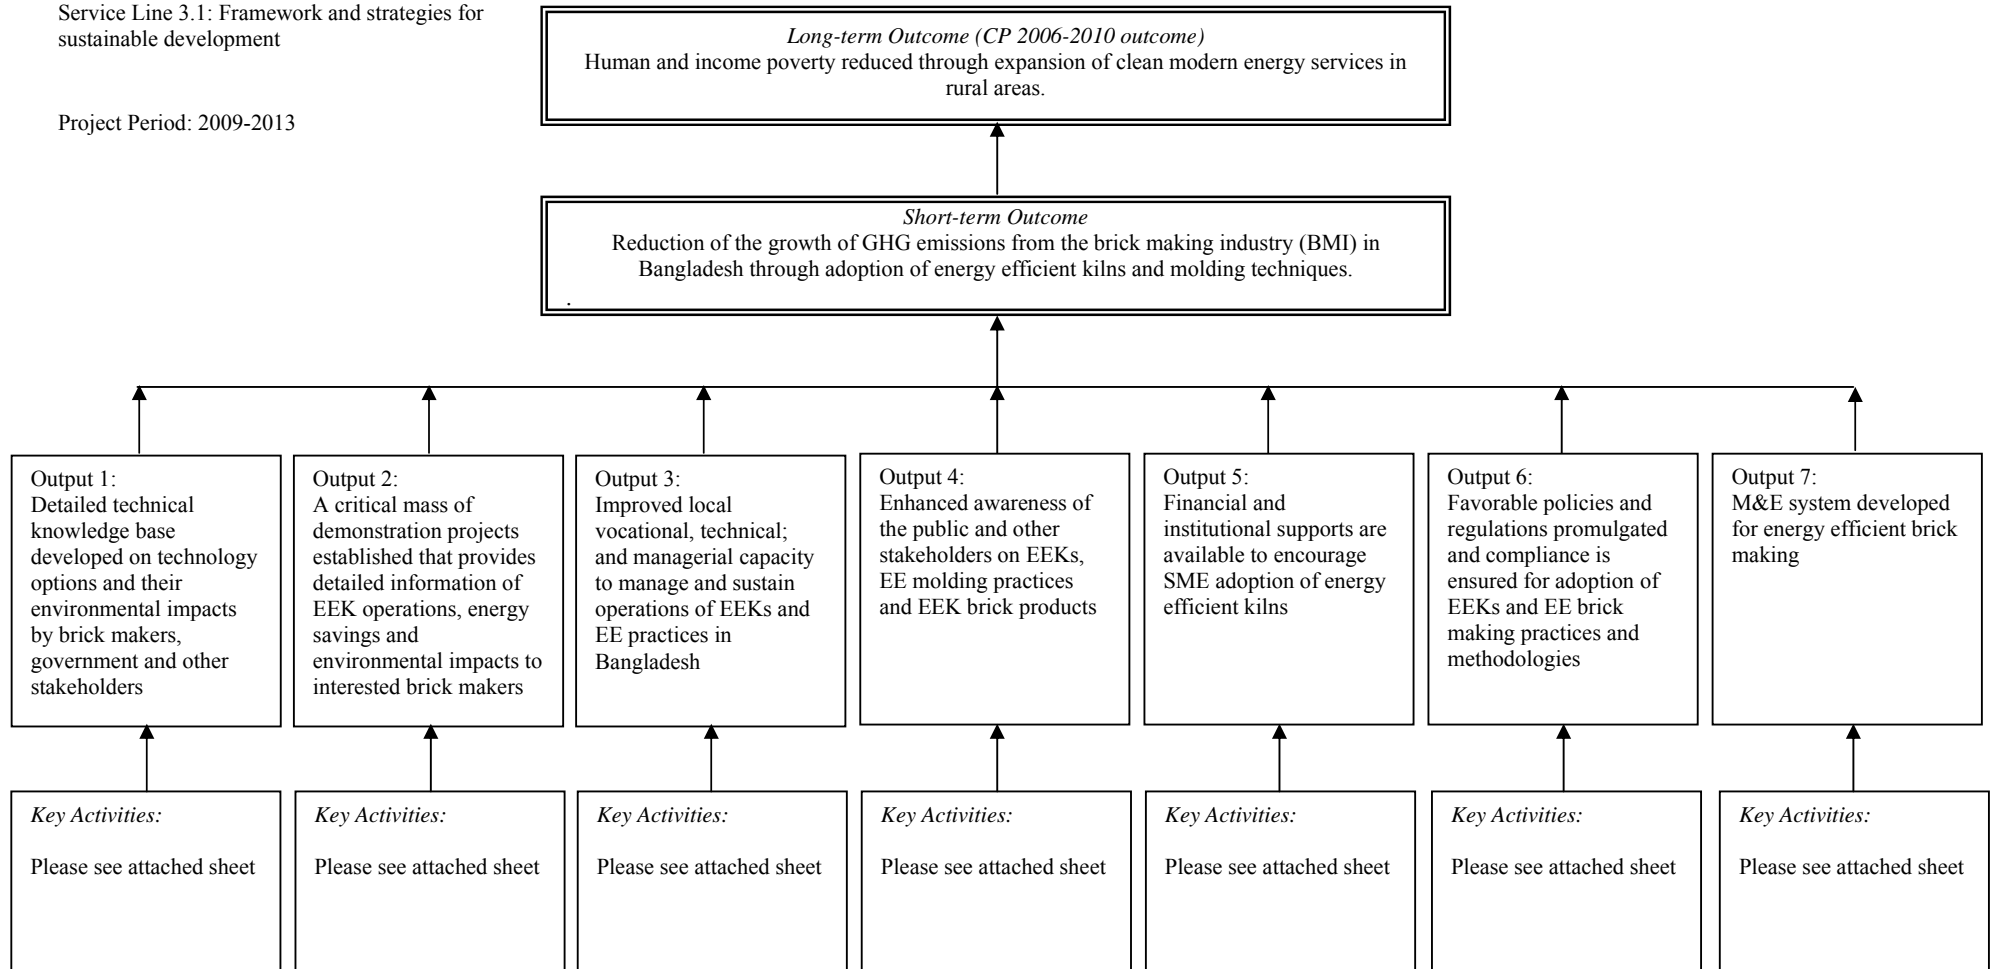 Service Line 3.1: Framework and strategies for
sustainable development
Project Period: 2009-2013
Long-term Outcome (CP 2006-2010 outcome)
Human and income poverty reduced through expansion of clean modern energy services in
rural areas.
Short-term Outcome
Reduction of the growth of GHG emissions from the brick making industry (BMI) in
Bangladesh through adoption of energy efficient kilns and molding techniques.
.
Output 1:
Detailed technical
knowledge base
developed on technology
options and their
environmental impacts
by brick makers,
government and other
stakeholders
Output 2:
A critical mass of
demonstration projects
established that provides
detailed information of
EEK operations, energy
savings and
environmental impacts to
interested brick makers
Output 3:
Improved local
vocational, technical;
and managerial capacity
to manage and sustain
operations of EEKs and
EE practices in
Bangladesh
Output 4:
Enhanced awareness of
the public and other
stakeholders on EEKs,
EE molding practices
and EEK brick products
Output 5:
Financial and
institutional supports are
available to encourage
SME adoption of energy
efficient kilns
Output 6:
Favorable policies and
regulations promulgated
and compliance is
ensured for adoption of
EEKs and EE brick
making practices and
methodologies
Output 7:
M&E system developed
for energy efficient brick
making
Key Activities:
Please see attached sheet
Key Activities:
Please see attached sheet
Key Activities:
Please see attached sheet
Key Activities:
Please see attached sheet
Key Activities:
Please see attached sheet
Key Activities:
Please see attached sheet
Key Activities:
Please see attached sheet